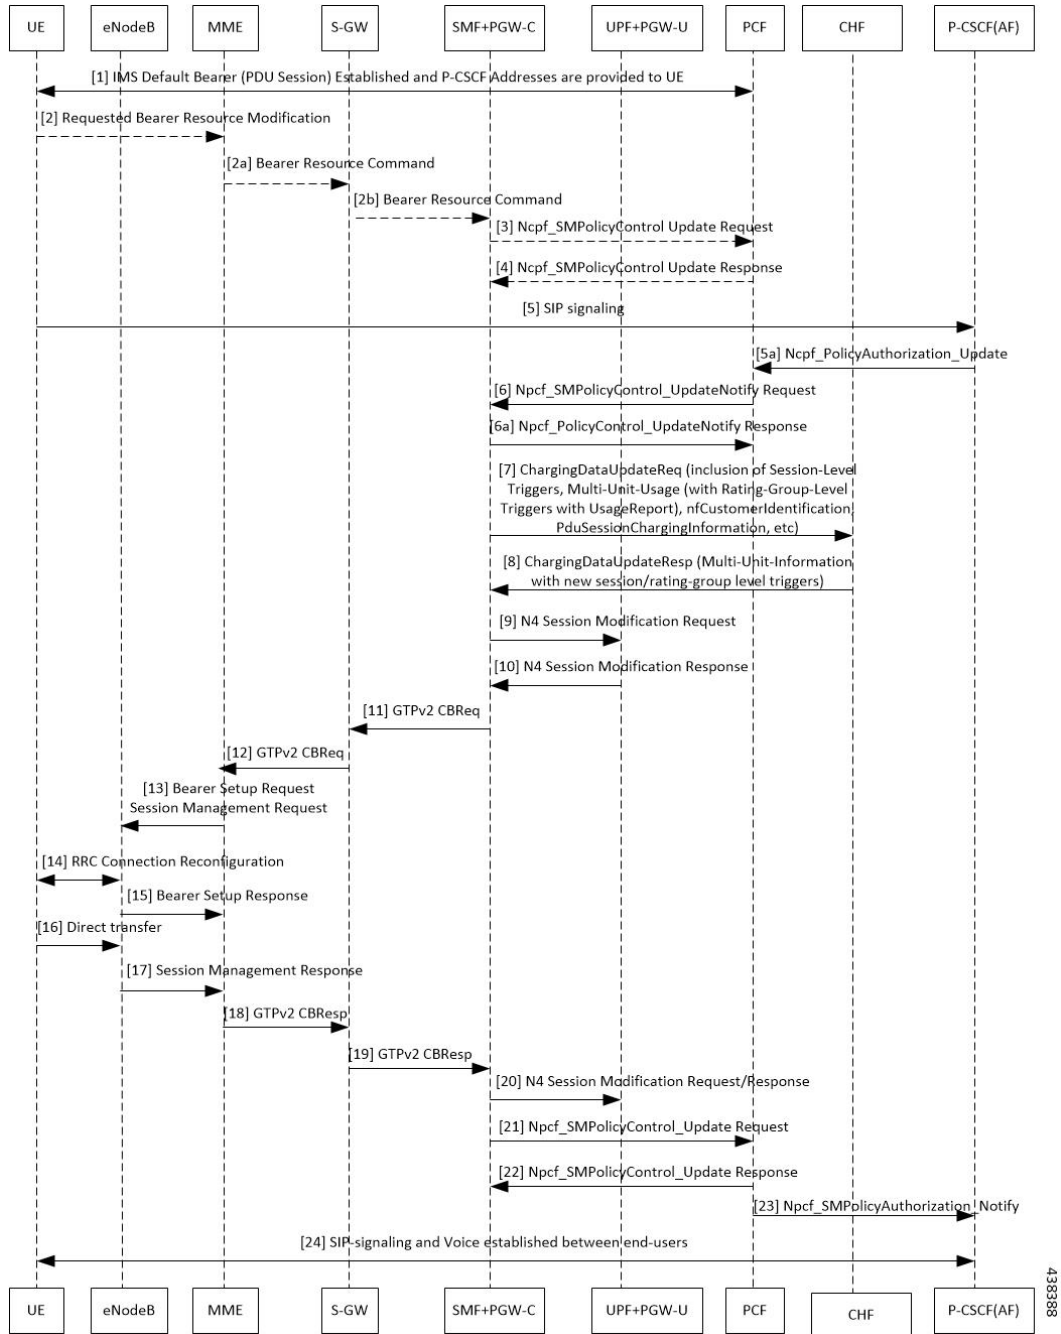 UE
eNodeB
MME
S-GW
SMF+PGW-C
UPF+PGW-U
PCF
CHF
P-CSCF(AF)
[1] IMS Default Bearer (PDU Session) Established and P-CSCF Addresses are provided to UE
[2] Requested Bearer Resource Modification
[2a] Bearer Resource Command
[2b] Bearer Resource Command
[3] Ncpf_SMPolicyControl Update Request
[4] Ncpf_SMPolicyControl Update Response
[5] SIP signaling
[5a] Ncpf_PolicyAuthorization_Update
[6] Npcf_SMPolicyControl_UpdateNotify Request
[6a] Npcf_PolicyControl_UpdateNotify Response
[7] ChargingDataUpdateReq (inclusion of Session-Level
Triggers, Multi-Unit-Usage (with Rating-Group-Level
Triggers with UsageReport), nfCustomerIdentification,
PduSessionChargingInformation, etc)
[8] ChargingDataUpdateResp (Multi-Unit-Information
with new session/rating-group level triggers)
[9] N4 Session Modification Request
[10] N4 Session Modification Response
[11] GTPv2 CBReq
[12] GTPv2 CBReq
[13] Bearer Setup Request
Session Management Request
[14] RRC Connection Reconfiguration
[15] Bearer Setup Response
[16] Direct transfer
[17] Session Management Response
[18] GTPv2 CBResp
[19] GTPv2 CBResp
[20] N4 Session Modification Request/Response
[21] Npcf_SMPolicyControl_Update Request
[22] Npcf_SMPolicyControl_Update Response
[23] Npcf_SMPolicyAuthorization_Notify
[24] SIP-signaling and Voice established between end-users
UE
eNodeB
MME
S-GW
SMF+PGW-C
UPF+PGW-U
PCF
CHF
P-CSCF(AF)
438388